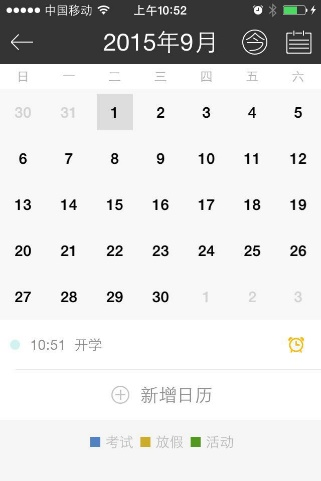 中国移动 上午10:52
2015年9月 今
日 一 二 三 四 五 六
30 31 1 2 3 4 5
6 7 8 9 10 11 12
13 14 15 16 17 18 19
20 21 22 23 24 25 26
27 28 29 30 1 2 3
10:51 开学
新增日历
考试 放假 活动